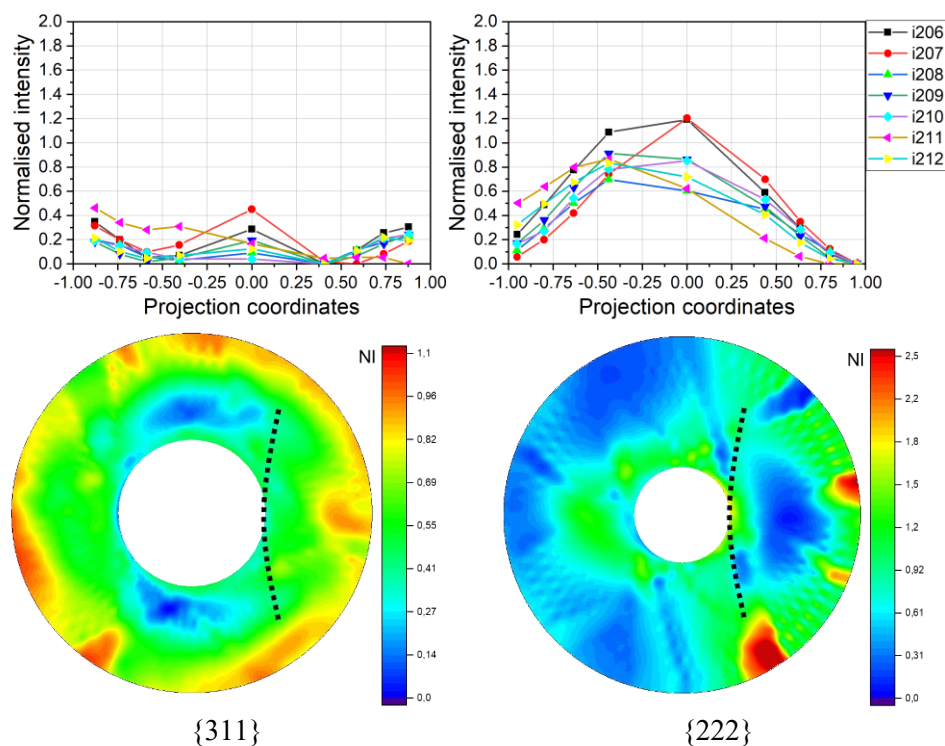 2.0
1.8
1.6
1.4
1.2
1.0
0.8
0.6
0.4
0.2
0.0
Normalised intensity
-1.00 -0.75 -0.50 -0.25 0.00 0.25 0.50 0.75 1.00
Projection coordinates
2.0
1.8
1.6
1.4
1.2
1.0
0.8
0.6
0.4
0.2
0.0
Normalised intensity
-1.00 -0.75 -0.50 -0.25 0.00 0.25 0.50 0.75 1.00
Projection coordinates
i206
i207
i208
i209
i210
i211
i212
NI
1.1
0.96
0.82
0.69
0.55
0.41
0.27
0,14
0.0
NI
2,5
2,2
1.8
1.5
1,2
0,92
0.61
0.31
0,0
{311}
{222}